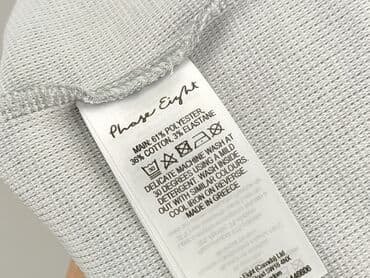 Phase Eight
MAIN: 61% POLYESTER,
36% COTTON, 3% ELASTANE
DELICATE MACHINE WASH AT
30 DEGREES USING A MILD
DETERGENT. WASH INSIDE
OUT WITH SIMILAR COLOURS
COOL IRON ON REVERSE
MADE IN GREECE